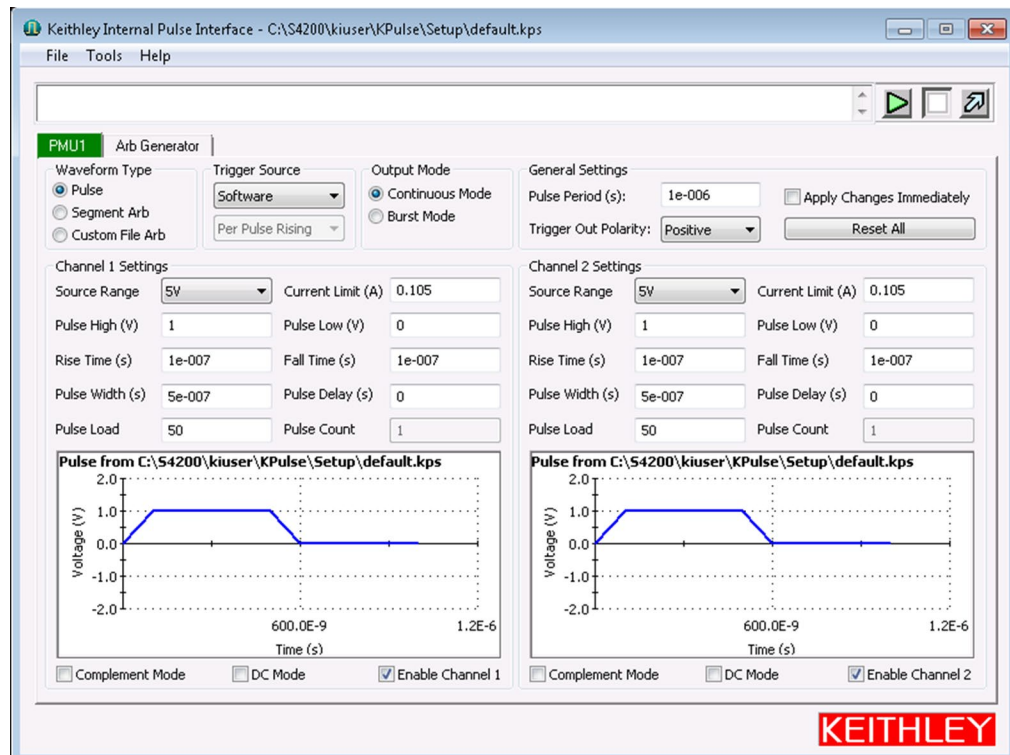 Keithley Internal Pulse Interface - C:\S4200\kiuser\KPulse\Setup\default.kps
File Tools Help
PMU1 Arb Generator
Waveform Type
Pulse
Segment Arb
Custom File Arb
Trigger Source
Software
Per Pulse Rising
Output Mode
Continuous Mode
Burst Mode
General Settings
Pulse Period (s): 1e-006 Apply Changes Immediately
Trigger Out Polarity: Positive Reset All
Channel 1 Settings
Source Range 5V Current Limit (A) 0.105
Pulse High (V) 1 Pulse Low (V) 0
Rise Time (s) 1e-007 Fall Time (s) 1e-007
Pulse Width (s) 5e-007 Pulse Delay (s) 0
Pulse Load 50 Pulse Count 1
Pulse from C:\S4200\kiuser\KPulse\Setup\default.kps
2.0
1.0
0.0
-1.0
-2.0
Voltage (V)
600.0E-9 1.2E-6
Time (s)
Complement Mode DC Mode Enable Channel 1
Channel 2 Settings
Source Range 5V Current Limit (A) 0.105
Pulse High (V) 1 Pulse Low (V) 0
Rise Time (s) 1e-007 Fall Time (s) 1e-007
Pulse Width (s) 5e-007 Pulse Delay (s) 0
Pulse Load 50 Pulse Count 1
Pulse from C:\S4200\kiuser\KPulse\Setup\default.kps
2.0
1.0
0.0
-1.0
-2.0
Voltage (V)
600.0E-9 1.2E-6
Time (s)
Complement Mode DC Mode Enable Channel 2
KEITHLEY